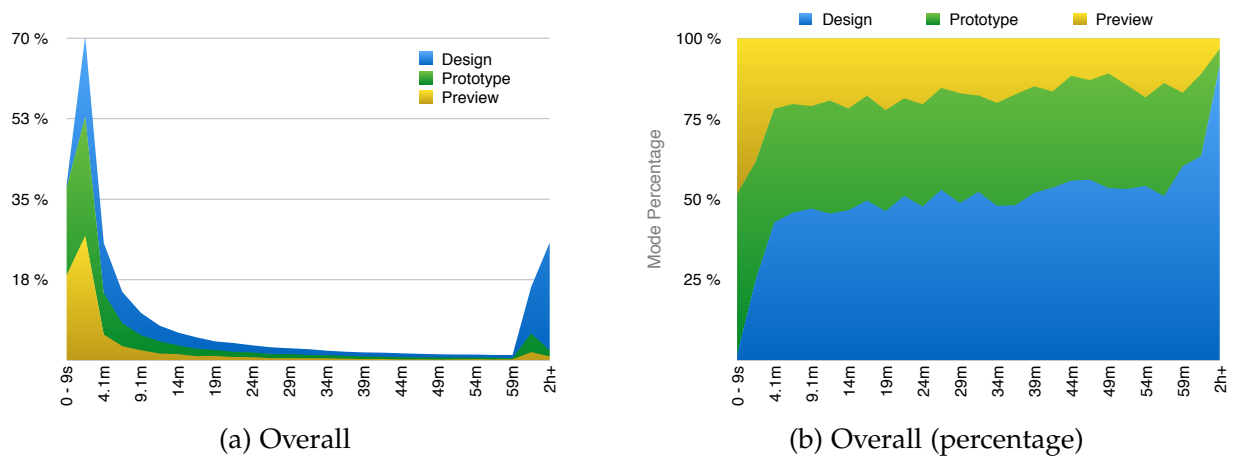 70 %
53 %
35 %
18 %
Design
Prototype
Preview
0 - 9s
4.1m
9.1m
14m
19m
24m
29m
34m
39m
44m
49m
54m
59m
2h+
(a) Overall
Design Prototype Preview
100 %
75 %
50 %
25 %
Mode Percentage
0 - 9s
4.1m
9.1m
14m
19m
24m
29m
34m
39m
44m
49m
54m
59m
2h+
(b) Overall (percentage)